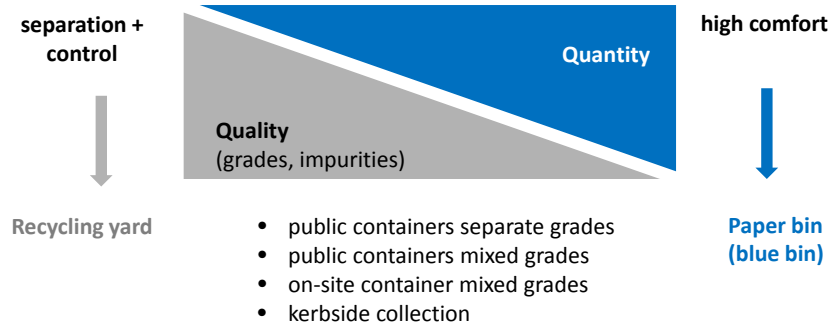 separation +
control
Quantity
high comfort
Quality
(grades, impurities)
Recycling yard
• public containers separate grades
• public containers mixed grades
• on-site container mixed grades
• kerbside collection
Paper bin
(blue bin)